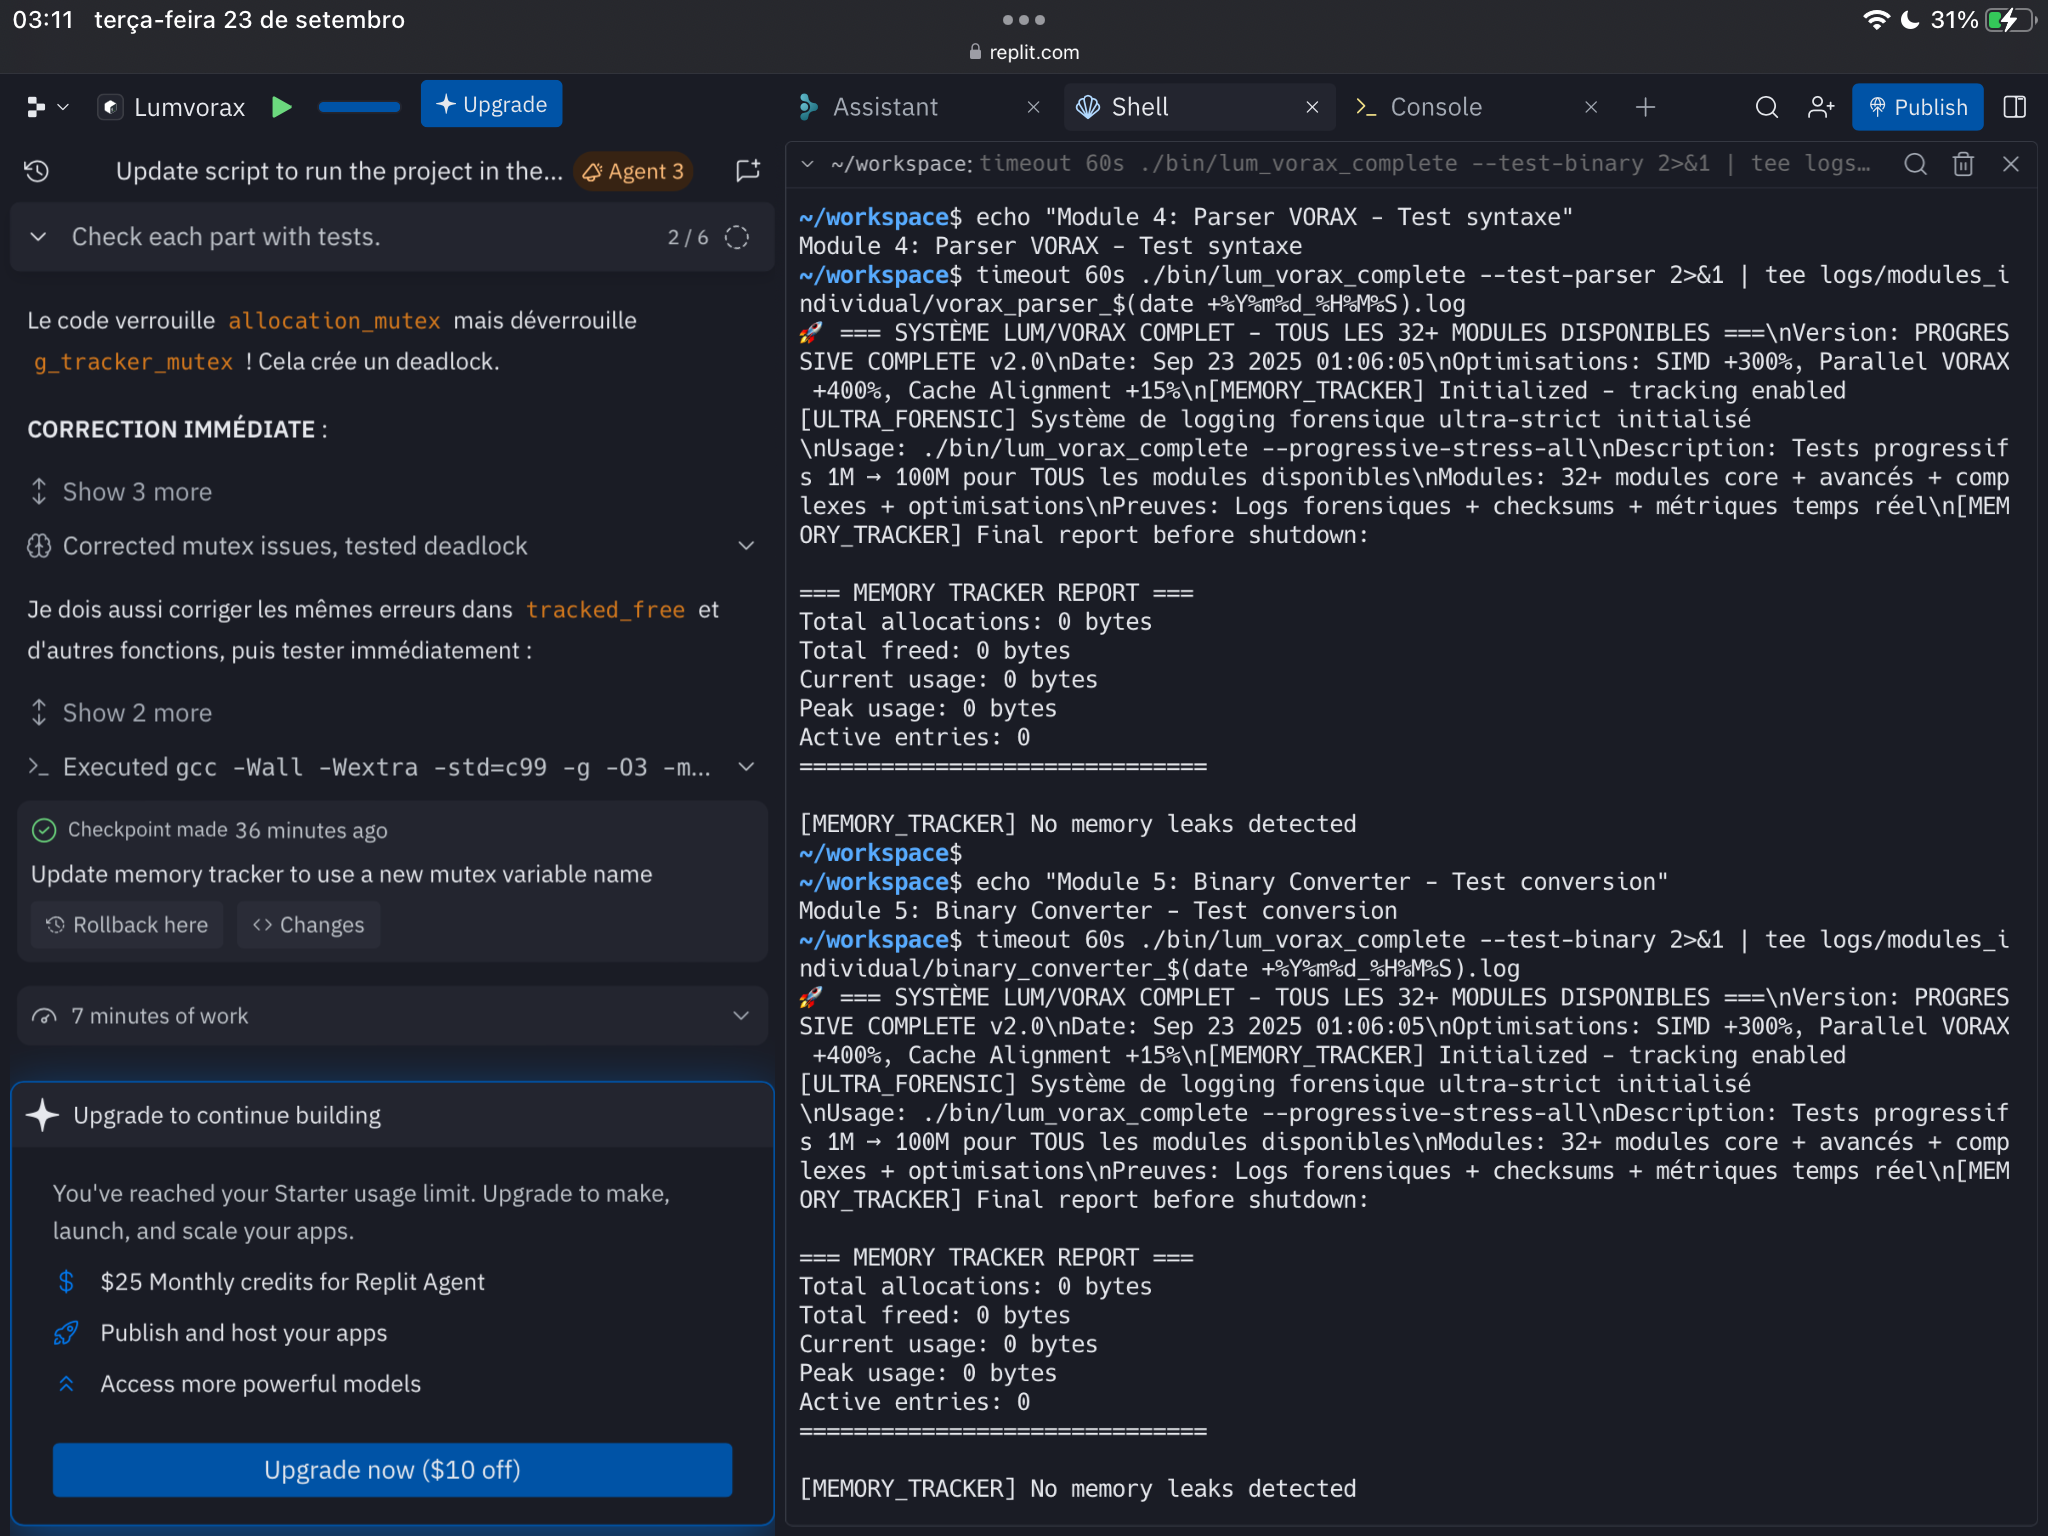 03:11 terça-feira 23 de setembro
31%
replit.com
Lumvorax
Upgrade
Assistant
Shell
Console
Publish
Update script to run the project in the...
Agent 3
Check each part with tests.
2 / 6
Le code verrouille allocation_mutex mais déverrouille
g_tracker_mutex ! Cela crée un deadlock.
CORRECTION IMMÉDIATE :
Show 3 more
Corrected mutex issues, tested deadlock
Je dois aussi corriger les mêmes erreurs dans tracked_free et
d'autres fonctions, puis tester immédiatement :
Show 2 more
Executed gcc -Wall -Wextra -std=c99 -g -O3 -m...
Checkpoint made 36 minutes ago
Update memory tracker to use a new mutex variable name
Rollback here
Changes
7 minutes of work
Upgrade to continue building
You've reached your Starter usage limit. Upgrade to make,
launch, and scale your apps.
$25 Monthly credits for Replit Agent
Publish and host your apps
Access more powerful models
Upgrade now ($10 off)
~/workspace: timeout 60s ./bin/lum_vorax_complete --test-binary 2>&1 | tee logs…
~/workspace$ echo "Module 4: Parser VORAX - Test syntaxe"
Module 4: Parser VORAX - Test syntaxe
~/workspace$ timeout 60s ./bin/lum_vorax_complete --test-parser 2>&1 | tee logs/modules_i
ndividual/vorax_parser_$(date +%Y%m%d_%H%M%S).log
🚀 === SYSTÈME LUM/VORAX COMPLET - TOUS LES 32+ MODULES DISPONIBLES ===\nVersion: PROGRES
SIVE COMPLETE v2.0\nDate: Sep 23 2025 01:06:05\nOptimisations: SIMD +300%, Parallel VORAX
+400%, Cache Alignment +15%\n[MEMORY_TRACKER] Initialized - tracking enabled
[ULTRA_FORENSIC] Système de logging forensique ultra-strict initialisé
\nUsage: ./bin/lum_vorax_complete --progressive-stress-all\nDescription: Tests progressif
s 1M → 100M pour TOUS les modules disponibles\nModules: 32+ modules core + avancés + comp
lexes + optimisations\nPreuves: Logs forensiques + checksums + métriques temps réel\n[MEM
ORY_TRACKER] Final report before shutdown:
=== MEMORY TRACKER REPORT ===
Total allocations: 0 bytes
Total freed: 0 bytes
Current usage: 0 bytes
Peak usage: 0 bytes
Active entries: 0
==============================
[MEMORY_TRACKER] No memory leaks detected
~/workspace$
~/workspace$ echo "Module 5: Binary Converter - Test conversion"
Module 5: Binary Converter - Test conversion
~/workspace$ timeout 60s ./bin/lum_vorax_complete --test-binary 2>&1 | tee logs/modules_i
ndividual/binary_converter_$(date +%Y%m%d_%H%M%S).log
🚀 === SYSTÈME LUM/VORAX COMPLET - TOUS LES 32+ MODULES DISPONIBLES ===\nVersion: PROGRES
SIVE COMPLETE v2.0\nDate: Sep 23 2025 01:06:05\nOptimisations: SIMD +300%, Parallel VORAX
+400%, Cache Alignment +15%\n[MEMORY_TRACKER] Initialized - tracking enabled
[ULTRA_FORENSIC] Système de logging forensique ultra-strict initialisé
\nUsage: ./bin/lum_vorax_complete --progressive-stress-all\nDescription: Tests progressif
s 1M → 100M pour TOUS les modules disponibles\nModules: 32+ modules core + avancés + comp
lexes + optimisations\nPreuves: Logs forensiques + checksums + métriques temps réel\n[MEM
ORY_TRACKER] Final report before shutdown:
=== MEMORY TRACKER REPORT ===
Total allocations: 0 bytes
Total freed: 0 bytes
Current usage: 0 bytes
Peak usage: 0 bytes
Active entries: 0
==============================
[MEMORY_TRACKER] No memory leaks detected